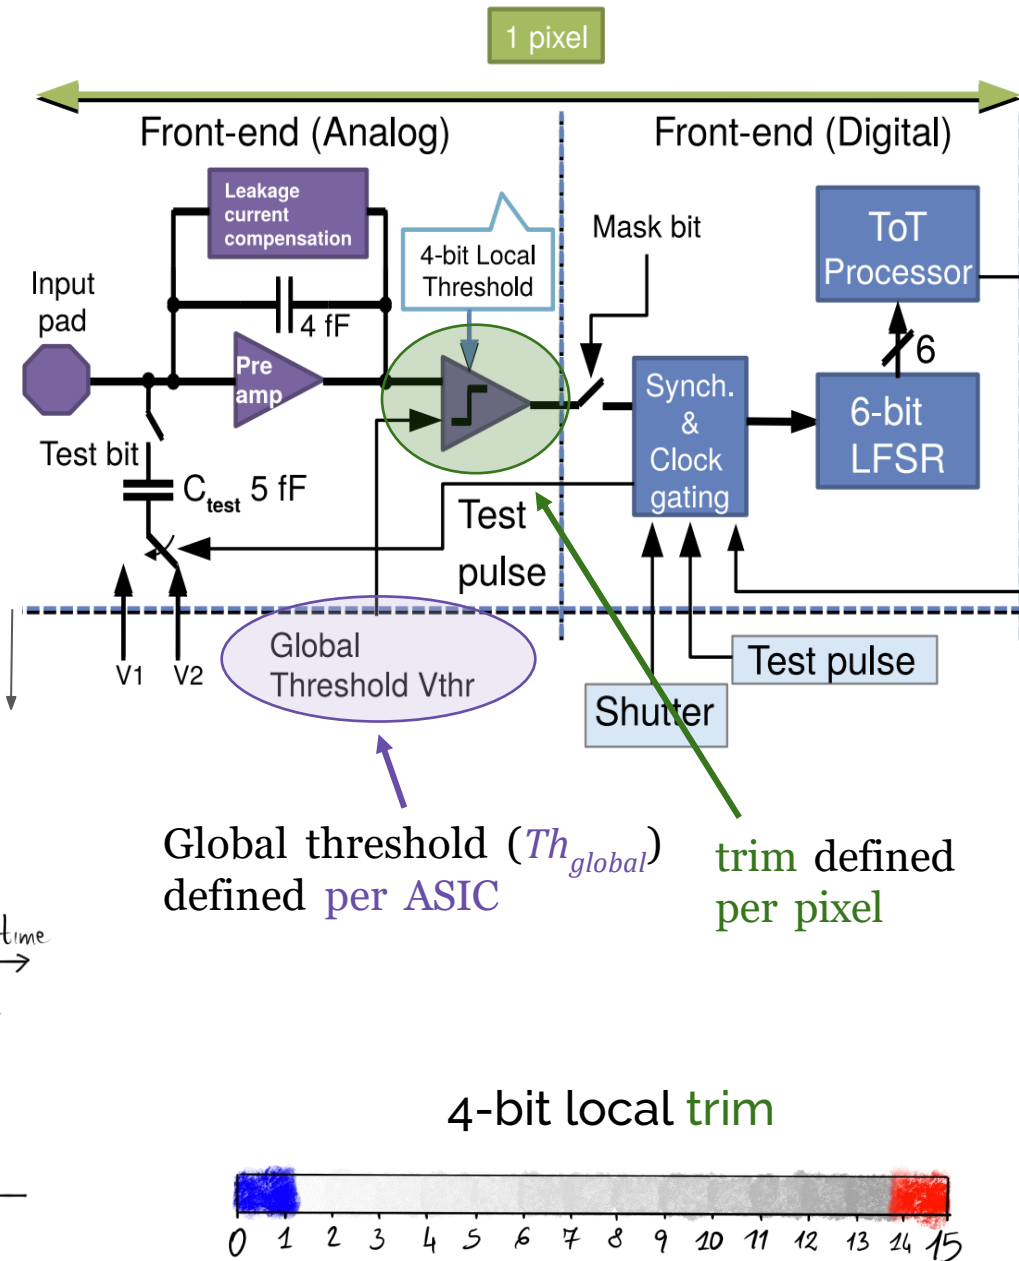 1 pixel
Front-end (Analog)
Front-end (Digital)
Leakage
current
compensation
4-bit Local
Threshold
Mask bit
ToT
Processor
Input
pad
4 fF
Pre
amp
6
Synch.
&
Clock
gating
6-bit
LFSR
Test bit
Ctest 5 fF
Test
pulse
V1
V2
Global
Threshold Vthr
Test pulse
Shutter
Global threshold (Thglobal)
defined per ASIC
trim defined
per pixel
time
4-bit local trim
0 1 2 3 4 5 6 7 8 9 10 11 12 13 14 15